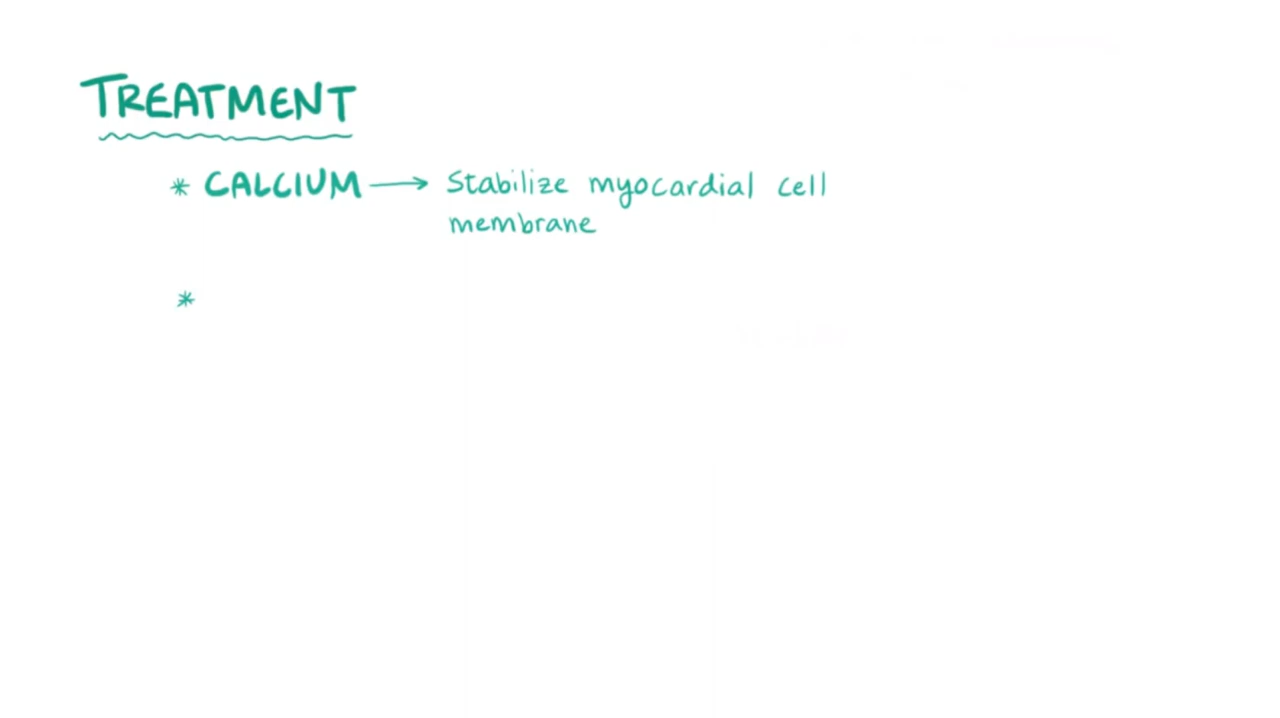 TREATMENT
* CALCIUM → Stabilize myocardial cell
membrane
*